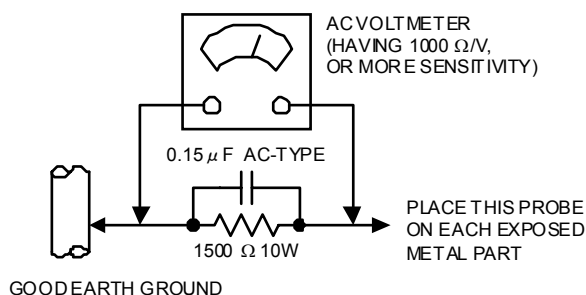 AC VOLTMETER
(HAVING 1000 Ω/V,
OR MORE SENSITIVITY)
0.15 μF AC-TYPE
1500 Ω 10W
PLACE THIS PROBE
ON EACH EXPOSED
METAL PART
GOOD EARTH GROUND